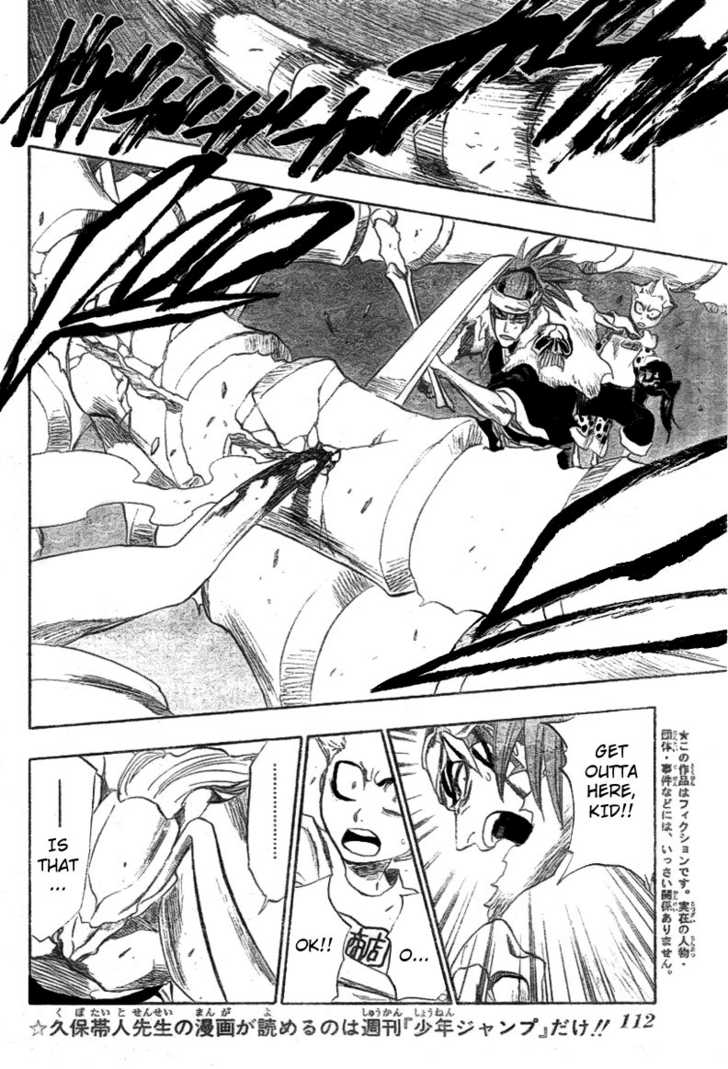 GET
OUTTA
HERE,
KID!!
O...
OK!!
............
IS
THAT
...
商店
★この作品はフィクションです。実在の人物・
団体・事件などには、いっさい関係ありません。
☆久保帯人先生の漫画が読めるのは週刊『少年ジャンプ』だけ!!
112